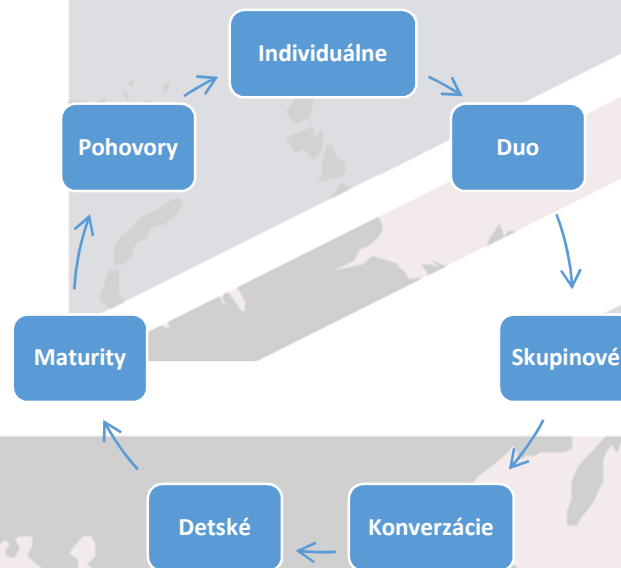 Individuálne
Duo
Skupinové
Konverzácie
Detské
Maturity
Pohovory